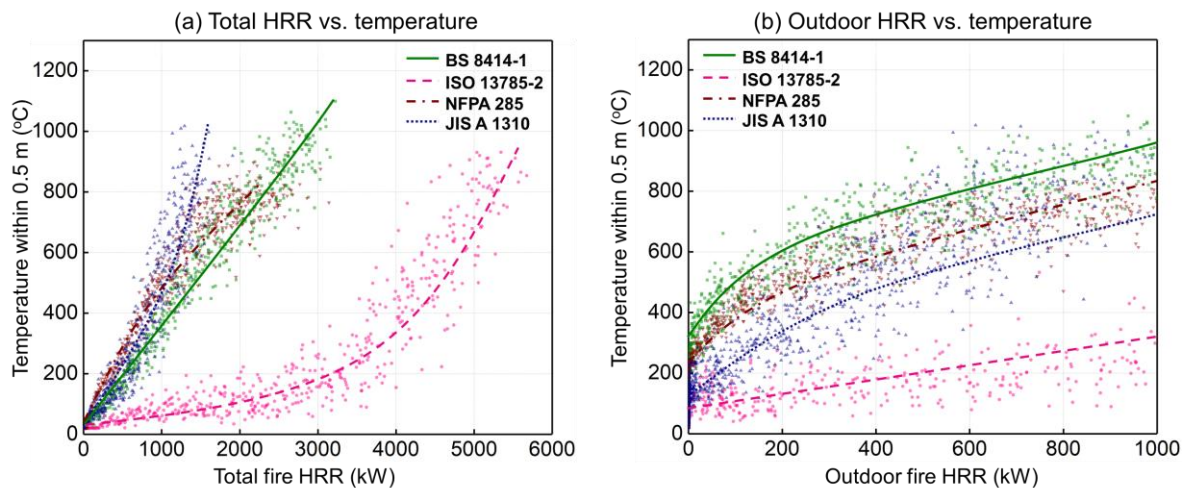 (a) Total HRR vs. temperature
Temperature within 0.5 m (ºC)
1200
1000
800
600
400
200
0
BS 8414-1
ISO 13785-2
NFPA 285
JIS A 1310
0 1000 2000 3000 4000 5000 6000
Total fire HRR (kW)
(b) Outdoor HRR vs. temperature
Temperature within 0.5 m (ºC)
1200
1000
800
600
400
200
0
BS 8414-1
ISO 13785-2
NFPA 285
JIS A 1310
0 200 400 600 800 1000
Outdoor fire HRR (kW)